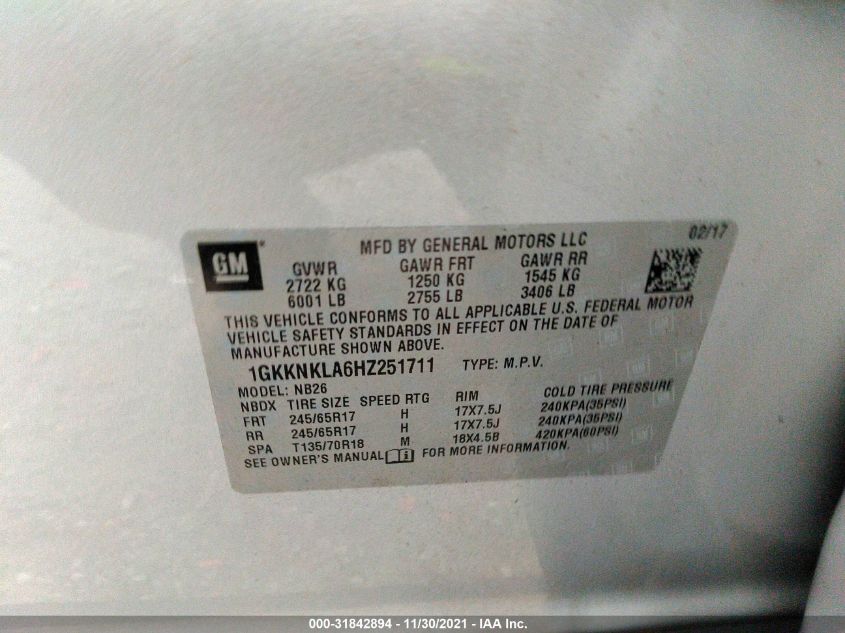 GM®
MFD BY GENERAL MOTORS LLC
02/17
GVWR GAWR FRT GAWR RR
2722 KG 1250 KG 1545 KG
6001 LB 2755 LB 3406 LB
THIS VEHICLE CONFORMS TO ALL APPLICABLE U.S. FEDERAL MOTOR
VEHICLE SAFETY STANDARDS IN EFFECT ON THE DATE OF
MANUFACTURE SHOWN ABOVE.
1GKKNKLA6HZ251711 TYPE: M.P.V.
MODEL: NB26
NBDX TIRE SIZE SPEED RTG RIM COLD TIRE PRESSURE
FRT 245/65R17 H 17X7.5J 240KPA(35PSI)
RR 245/65R17 H 17X7.5J 240KPA(35PSI)
SPA T135/70R18 M 18X4.5B 420KPA(60PSI)
SEE OWNER'S MANUAL FOR MORE INFORMATION.
000-31842894 - 11/30/2021 - IAA Inc.